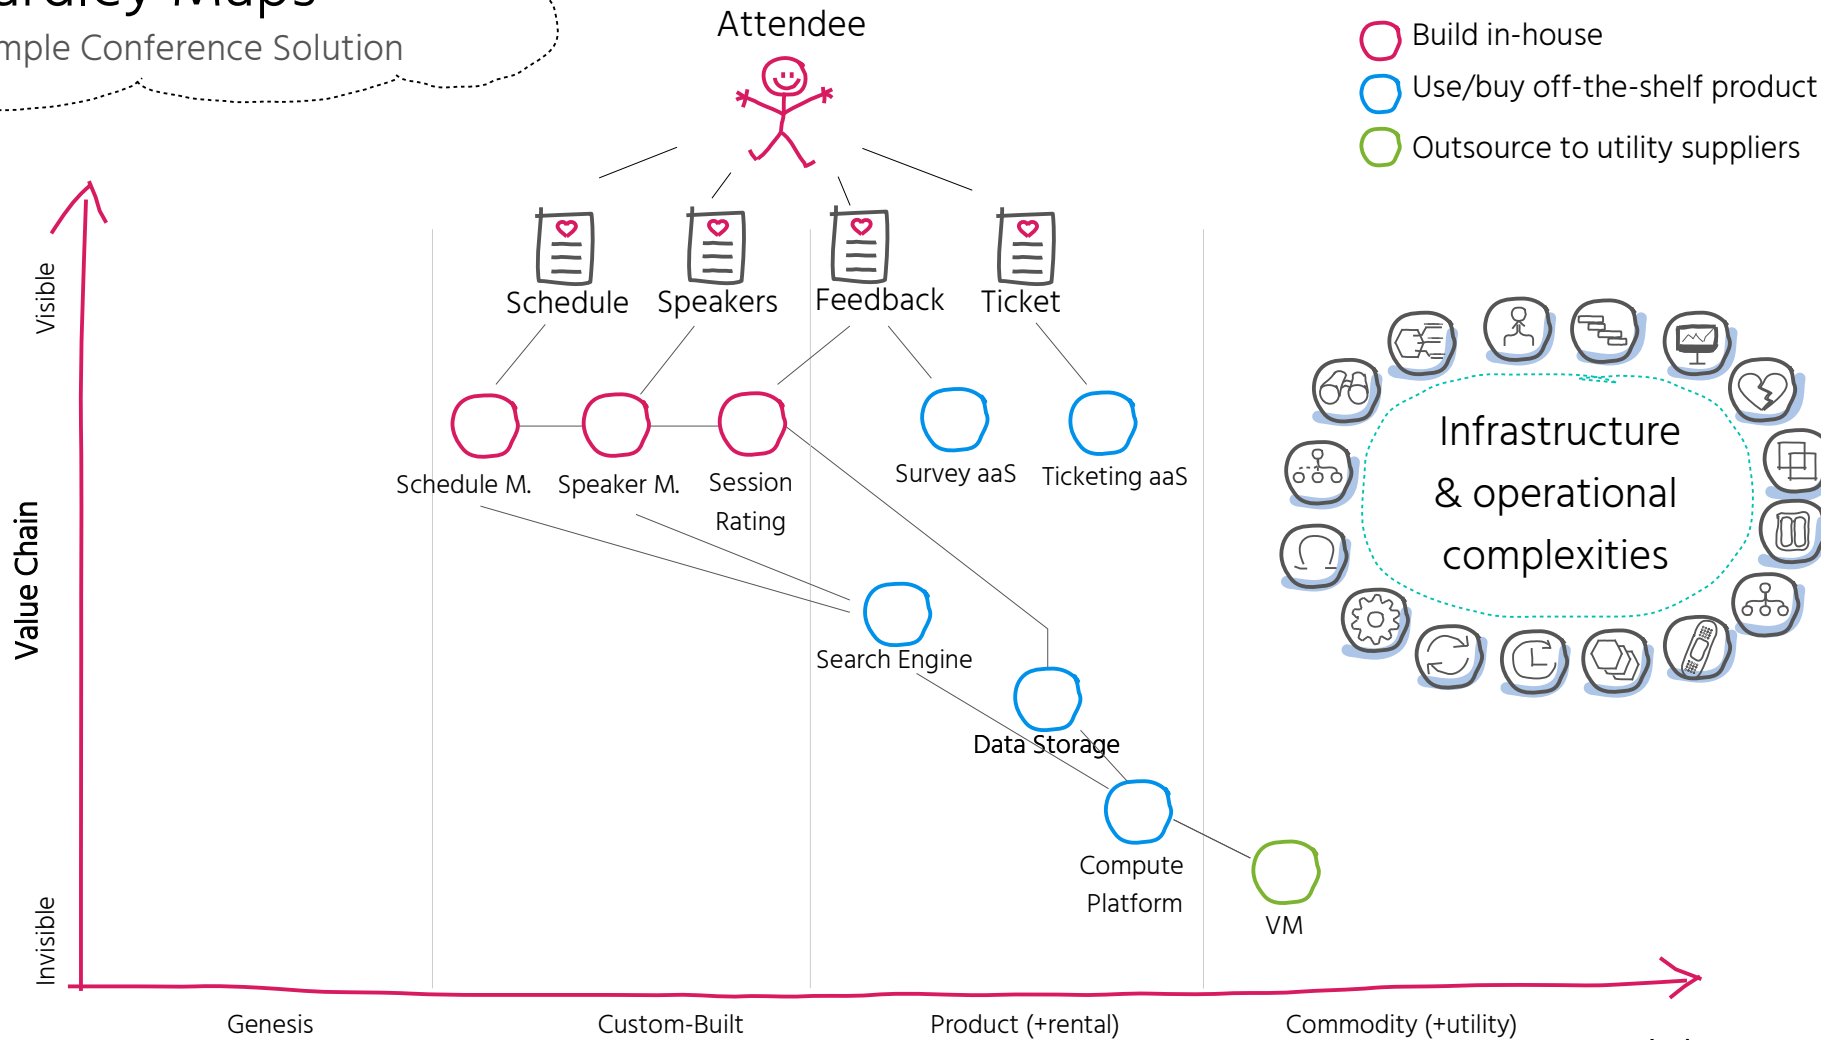 Maps
Conference Solution
Attendee
Build in-house
Use/buy off-the-shelf product
Outsource to utility suppliers
Visible
Value Chain
Invisible
Schedule
Speakers
Feedback
Ticket
Schedule M.
Speaker M.
Session
Rating
Survey aaS
Ticketing aaS
Search Engine
Data Storage
Compute
Platform
VM
Infrastructure
& operational
complexities
Genesis
Custom-Built
Product (+rental)
Commodity (+utility)